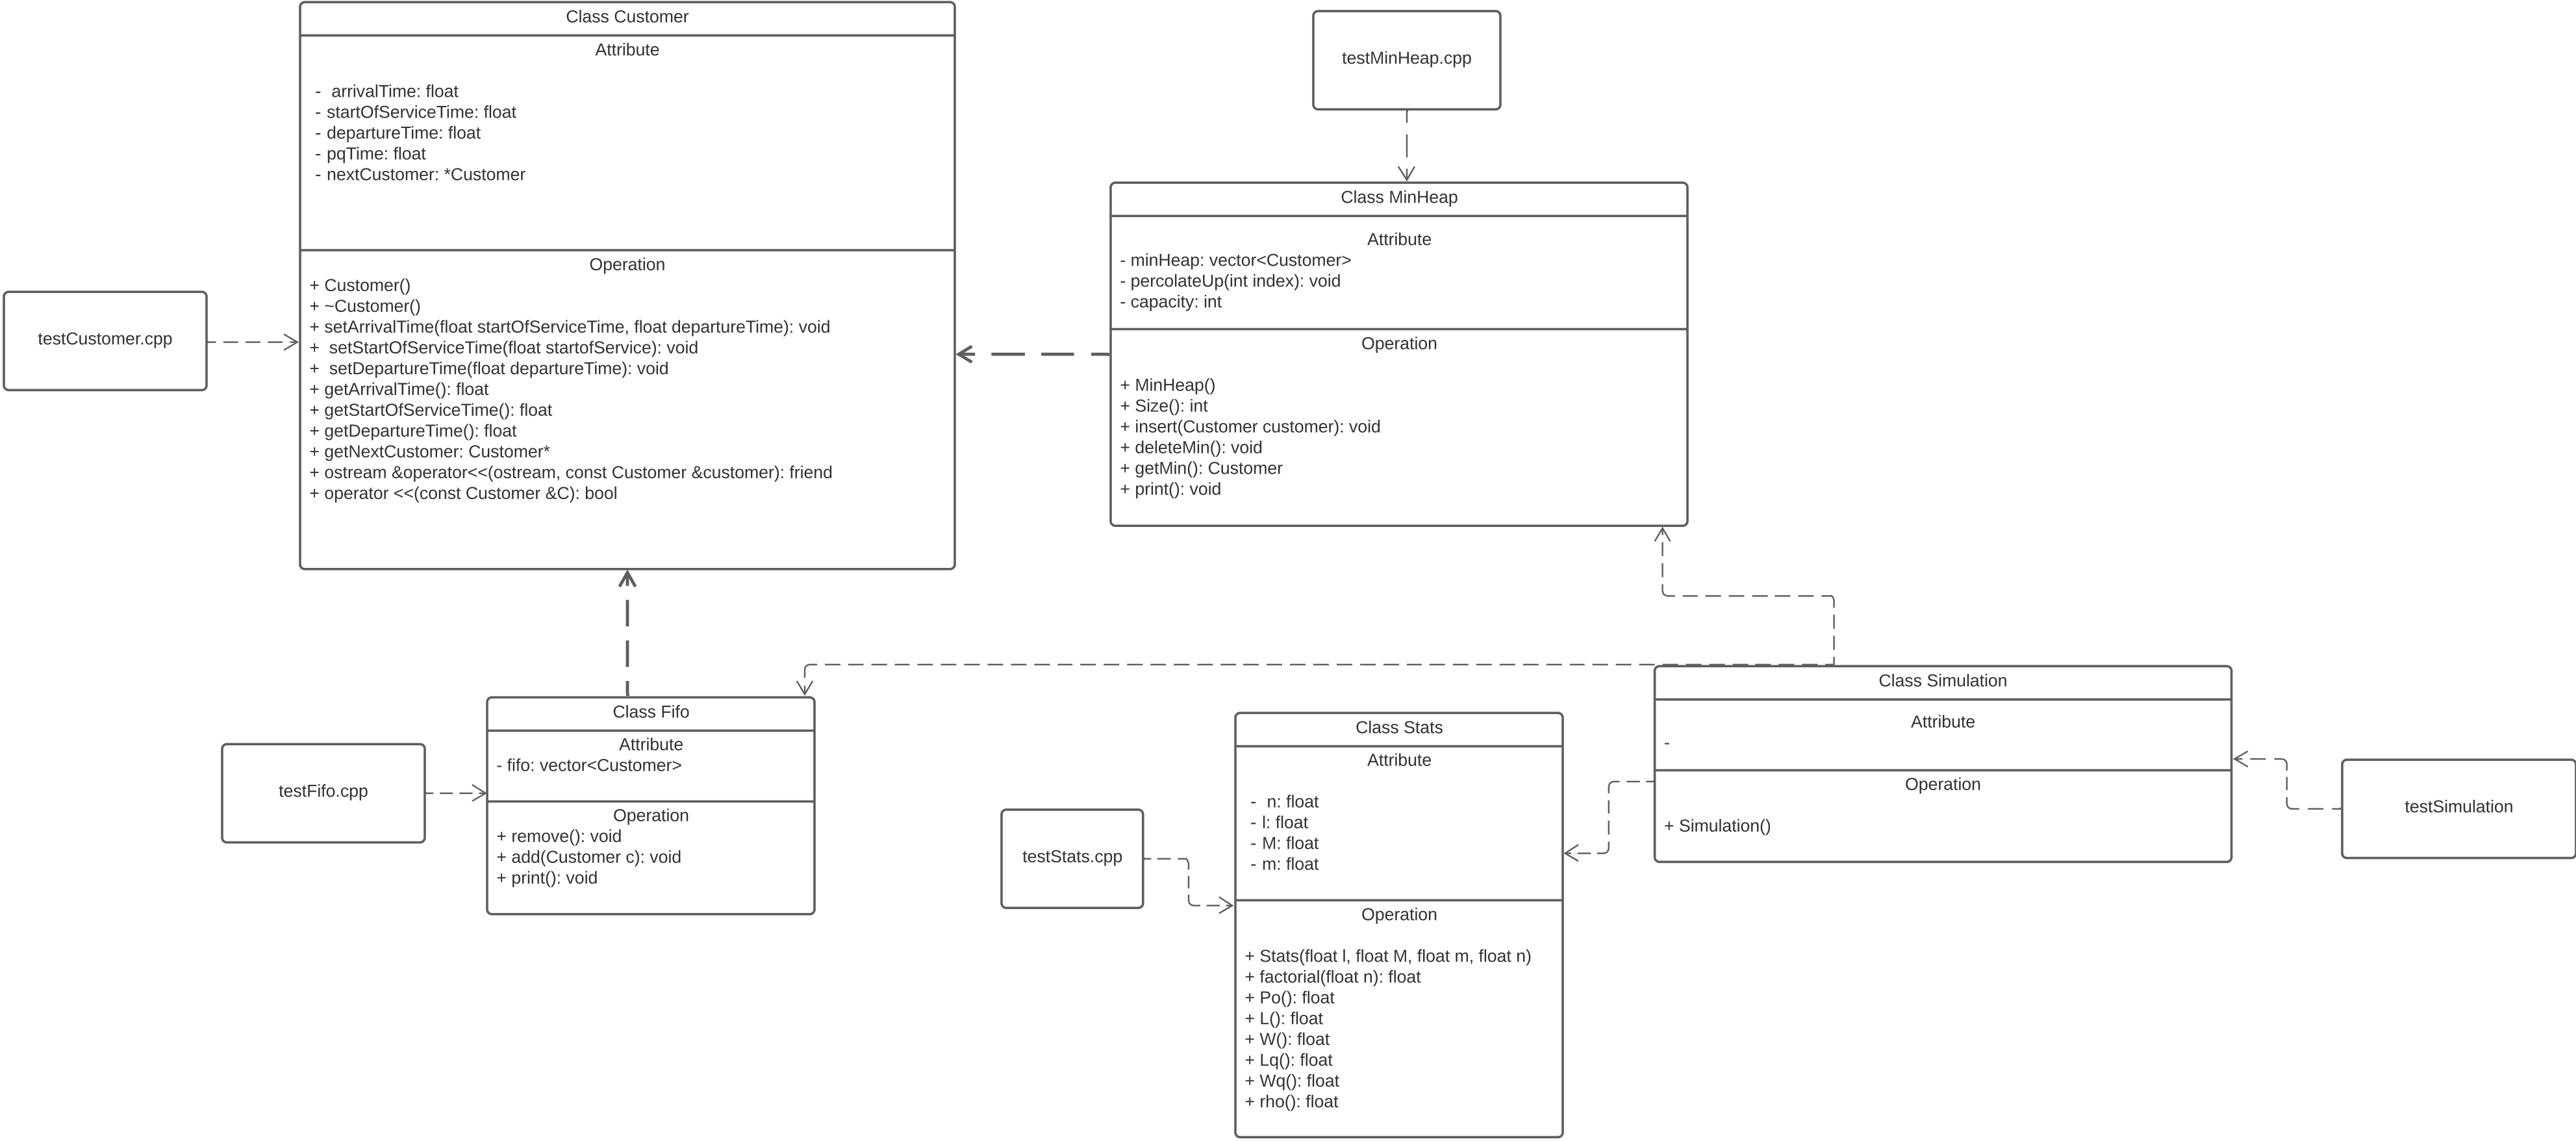 Class Customer
Attribute
-  arrivalTime: float
- startOfServiceTime: float
- departureTime: float
- pqTime: float
- nextCustomer: *Customer
Operation
+ Customer()
+ ~Customer()
+ setArrivalTime(float startOfServiceTime, float departureTime): void
+  setStartOfServiceTime(float startofService): void
+  setDepartureTime(float departureTime): void
+ getArrivalTime(): float
+ getStartOfServiceTime(): float
+ getDepartureTime(): float
+ getNextCustomer: Customer*
+ ostream &operator<<(ostream, const Customer &customer): friend
+ operator <<(const Customer &C): bool
testCustomer.cpp
testMinHeap.cpp
Class MinHeap
Attribute
- minHeap: vector<Customer>
- percolateUp(int index): void
- capacity: int
Operation
+ MinHeap()
+ Size(): int
+ insert(Customer customer): void
+ deleteMin(): void
+ getMin(): Customer
+ print(): void
testFifo.cpp
Class Fifo
Attribute
- fifo: vector<Customer>
Operation
+ remove(): void
+ add(Customer c): void
+ print(): void
testStats.cpp
Class Stats
Attribute
-  n: float
- l: float
- M: float
- m: float
Operation
+ Stats(float l, float M, float m, float n)
+ factorial(float n): float
+ Po(): float
+ L(): float
+ W(): float
+ Lq(): float
+ Wq(): float
+ rho(): float
Class Simulation
Attribute
-
Operation
+ Simulation()
testSimulation